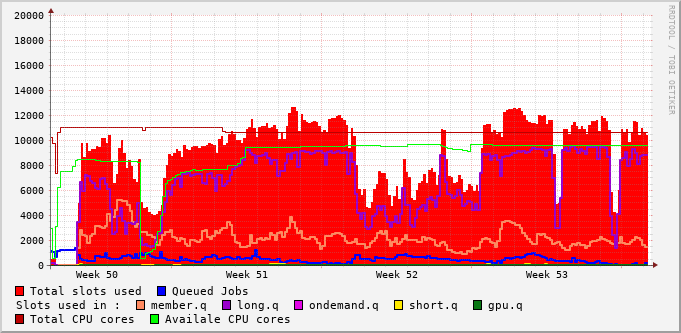 20000
18000
16000
14000
12000
10000
8000
6000
4000
2000
0
Week 50 Week 51 Week 52 Week 53
Total slots used Queued Jobs
Slots used in : member.q long.q ondemand.q short.q gpu.q
Total CPU cores Availale CPU cores
RRDTOOL / TOBI OETIKER